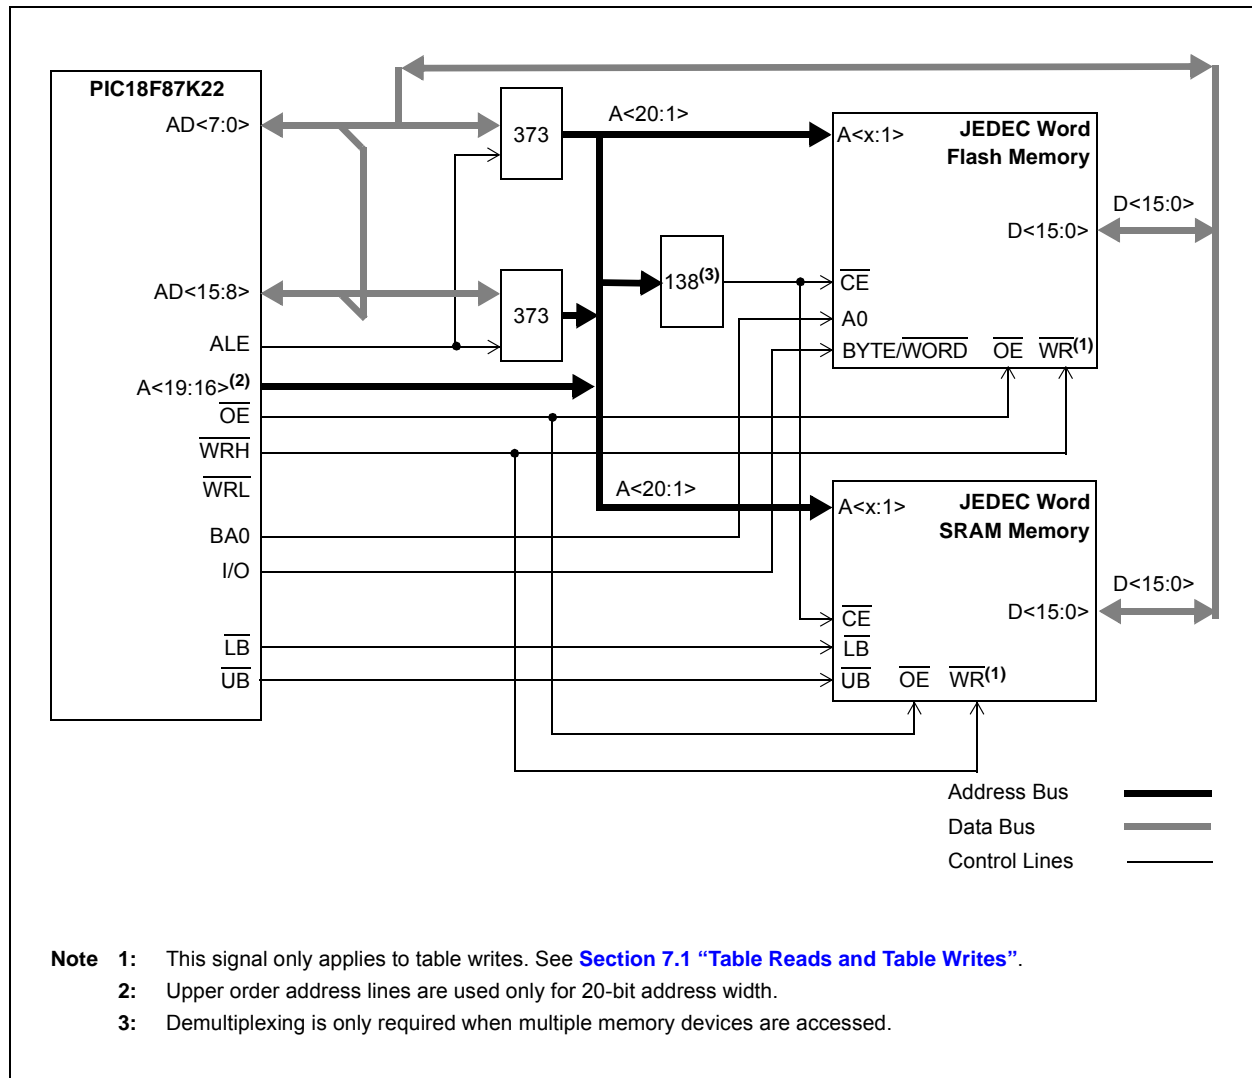 PIC18F87K22
AD<7:0>
373
A<20:1>
A<x:1>
JEDEC Word
Flash Memory
D<15:0>
D<15:0>
138(3)
CE
AD<15:8>
373
A0
ALE
BYTE/WORD OE WR(1)
A<19:16>(2)
OE
WRH
WRL
A<20:1>
A<x:1>
JEDEC Word
SRAM Memory
BA0
I/O
D<15:0>
D<15:0>
CE
LB
LB
UB
UB OE WR(1)
Address Bus
Data Bus
Control Lines
Note 1: This signal only applies to table writes. See Section 7.1 “Table Reads and Table Writes”.
2: Upper order address lines are used only for 20-bit address width.
3: Demultiplexing is only required when multiple memory devices are accessed.